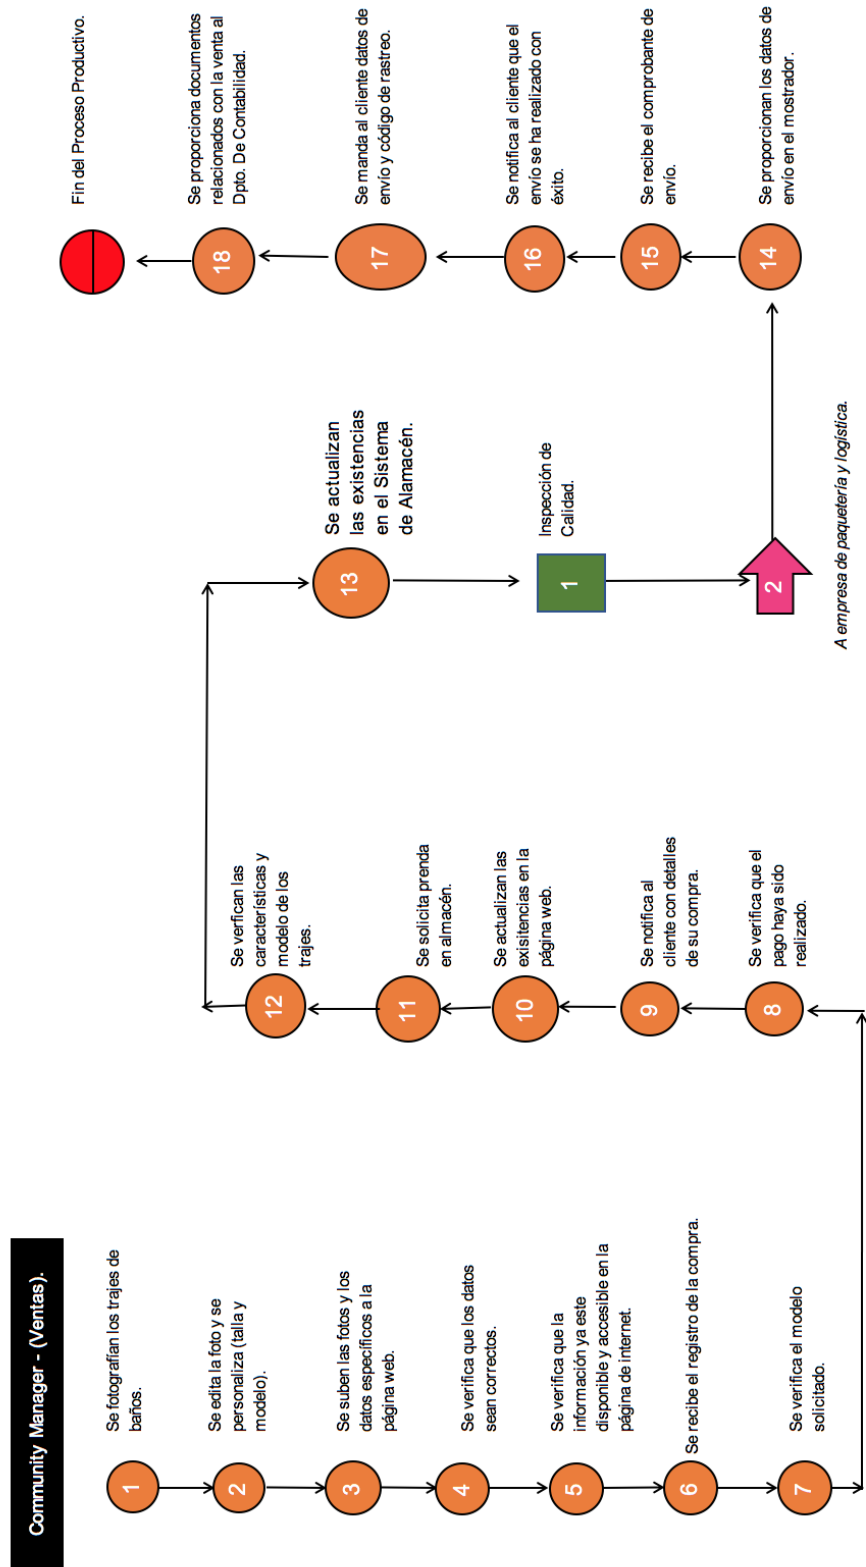 Community Manager - (Ventas).
1
Se fotografían los trajes de
baños.
2
Se edita la foto y se
personaliza (talla y
modelo).
3
Se suben las fotos y los
datos específicos a la
página web.
4
Se verifica que los datos
sean correctos.
5
Se verifica que la
información ya este
disponible y accesible en la
página de internet.
6
Se recibe el registro de la compra.
7
Se verifica el modelo
solicitado.
8
Se verifica que el
pago haya sido
realizado.
9
Se notifica al
cliente con detalles
de su compra.
10
Se actualizan las
exisitencias en la
página web.
11
Se solicita prenda
en almacén.
12
Se verfican las
características y
modelo de los
trajes.
13
Se actualizan
las existencias
en el Sistema
de Alamacén.
1
Inspección de
Calidad.
2
A empresa de paquetería y logística.
14
Se proporcionan los datos de
envío en el mostrador.
15
Se recibe el comprobante de
envío.
16
Se notifica al cliente que el
envío se ha realizado con
éxito.
17
Se manda al cliente datos de
envío y código de rastreo.
18
Se proporciona documentos
relacionados con la venta al
Dpto. De Contabilidad.
Fin del Proceso Productivo.